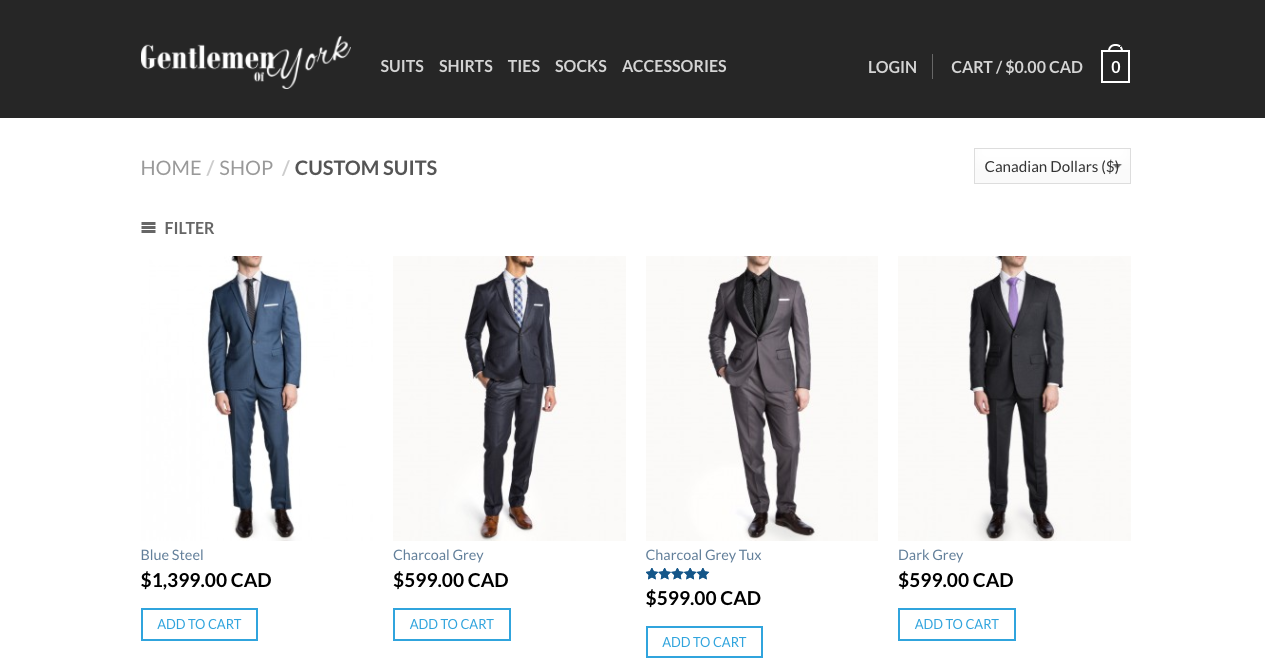 Gentlemen of York
SUITS SHIRTS TIES SOCKS ACCESSORIES
LOGIN
CART / $0.00 CAD
0
HOME / SHOP / CUSTOM SUITS
Canadian Dollars ($)
FILTER
Blue Steel
$1,399.00 CAD
ADD TO CART
Charcoal Grey
$599.00 CAD
ADD TO CART
Charcoal Grey Tux
$599.00 CAD
ADD TO CART
Dark Grey
$599.00 CAD
ADD TO CART